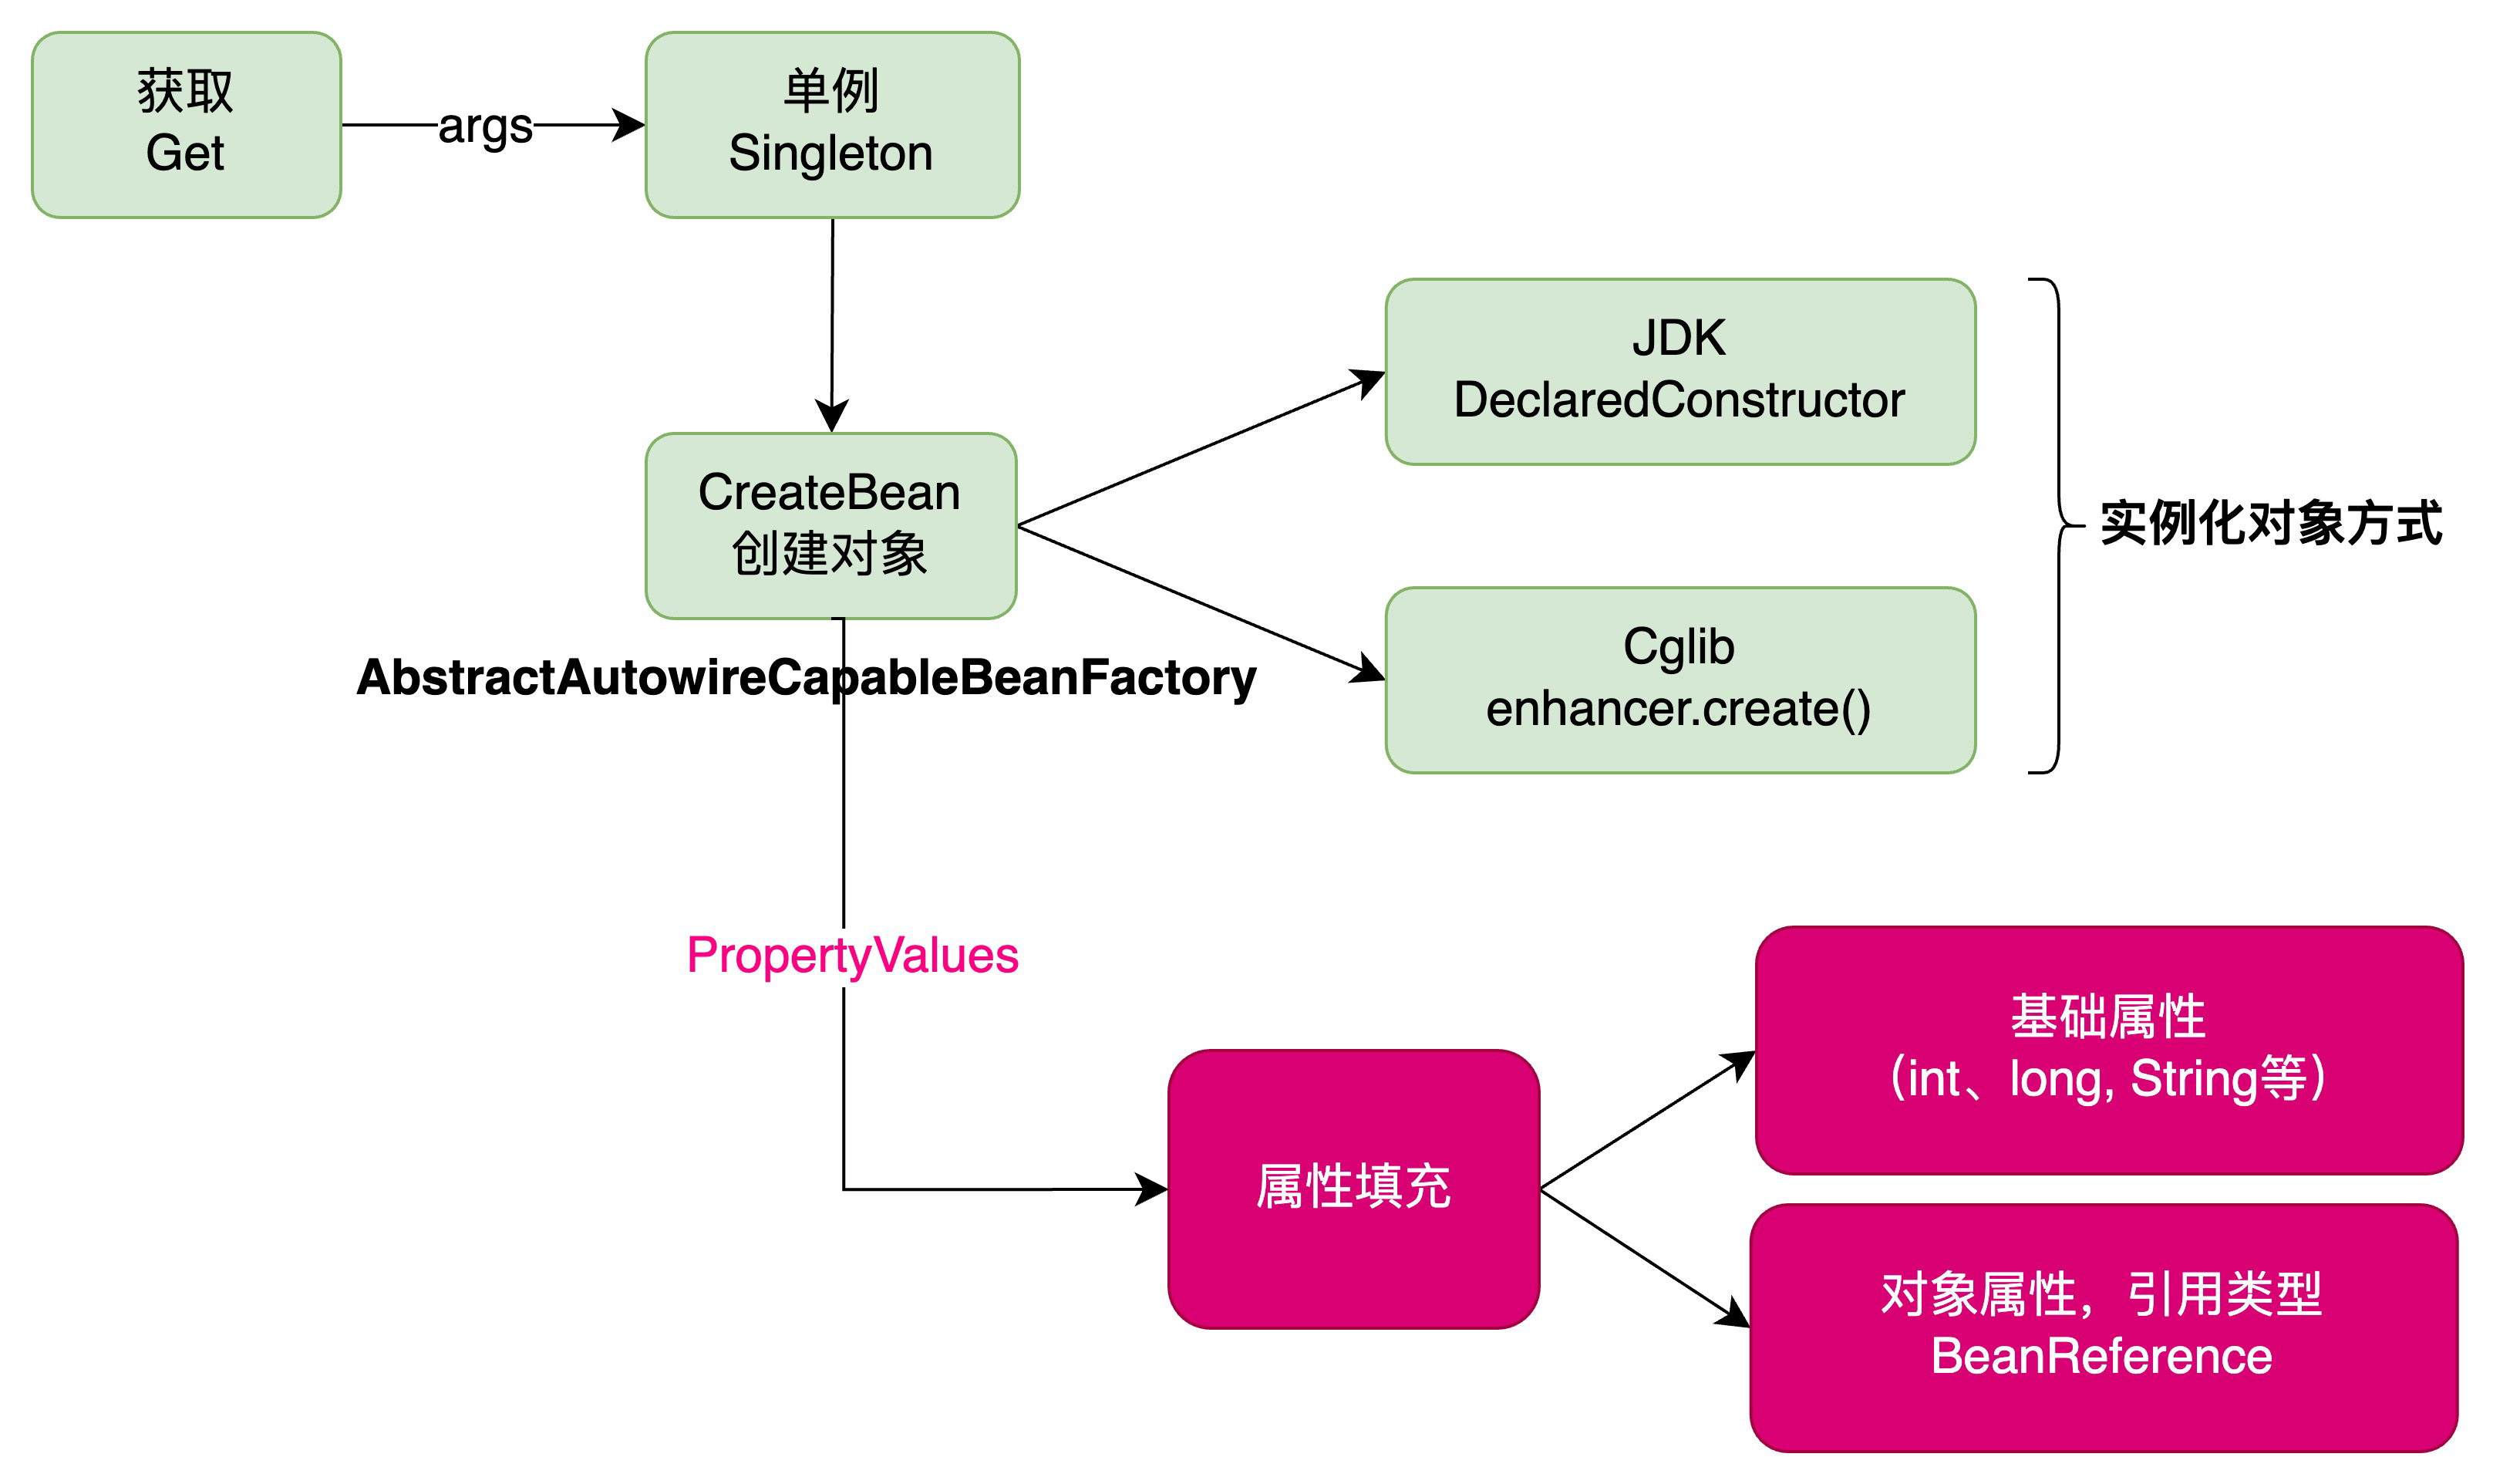 获取
Get
args
单例
Singleton
JDK
DeclaredConstructor
CreateBean
创建对象
实例化对象方式
Cglib
enhancer.create()
AbstractAutowireCapableBeanFactory
PropertyValues
属性填充
基础属性
(int、long, String等)
对象属性，引用类型
BeanReference